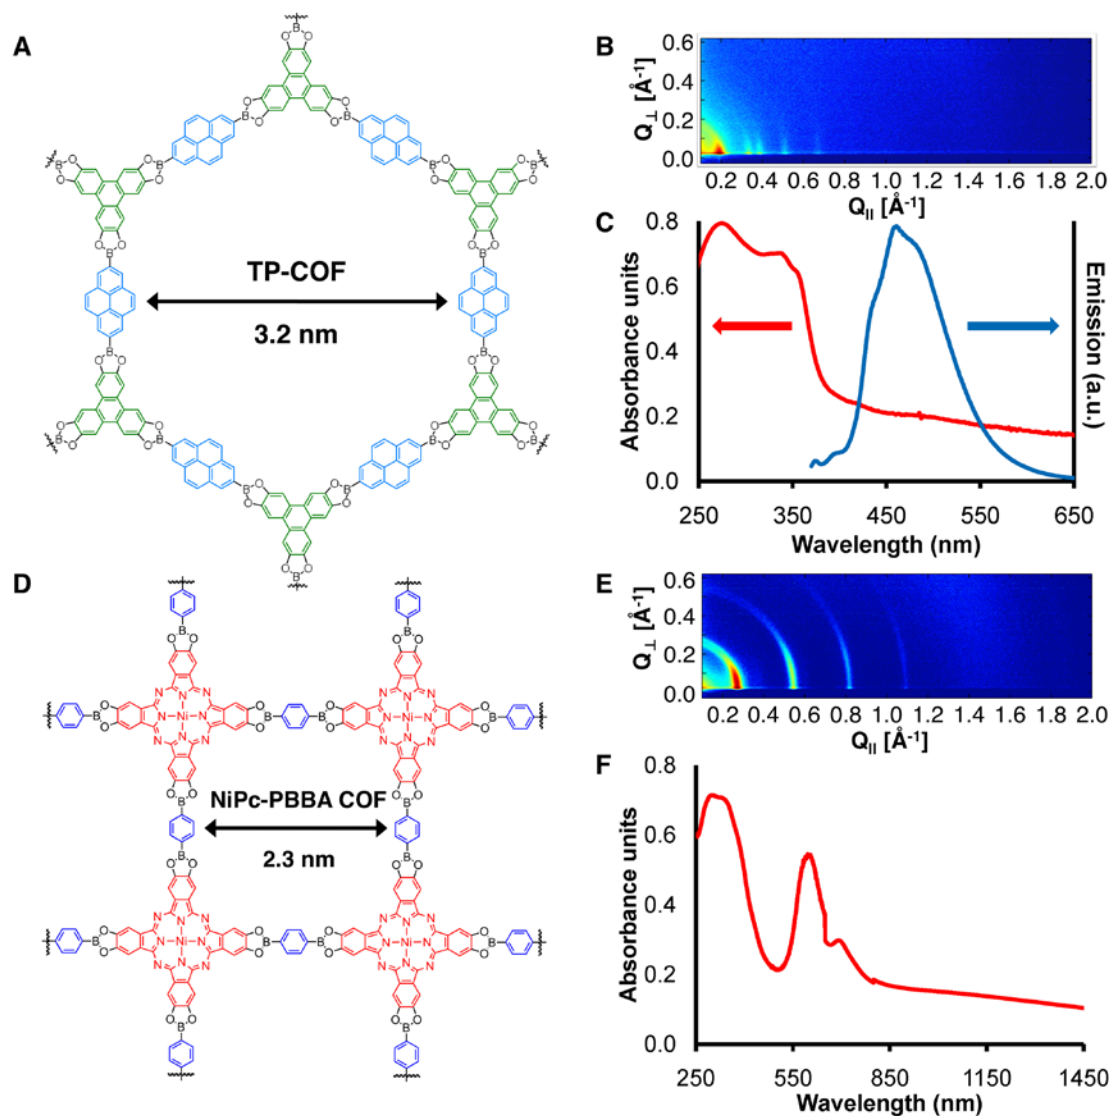 A
TP-COF
3.2 nm
B
Q⊥ [Å⁻¹]
0.6
0.4
0.2
0.0
0.2 0.4 0.6 0.8 1.0 1.2 1.4 1.6 1.8 2.0
Q|| [Å⁻¹]
C
Absorbance units
0.8
0.6
0.4
0.2
0.0
250 350 450 550 650
Wavelength (nm)
Emission (a.u.)
D
NiPc-PBBA COF
2.3 nm
E
Q⊥ [Å⁻¹]
0.6
0.4
0.2
0.0
0.2 0.4 0.6 0.8 1.0 1.2 1.4 1.6 1.8 2.0
Q|| [Å⁻¹]
F
Absorbance units
0.8
0.6
0.4
0.2
0.0
250 550 850 1150 1450
Wavelength (nm)